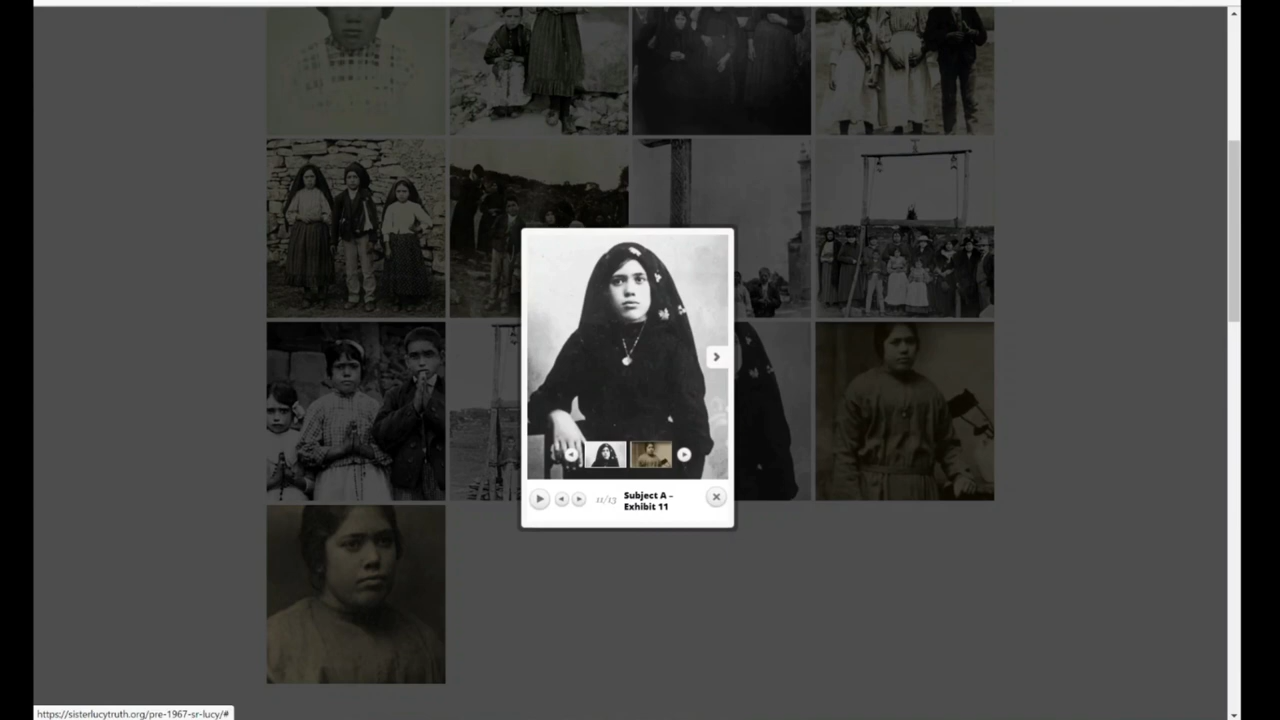 11/13
Subject A –
Exhibit 11
https://sisterlucytruth.org/pre-1967-sr-lucy/#